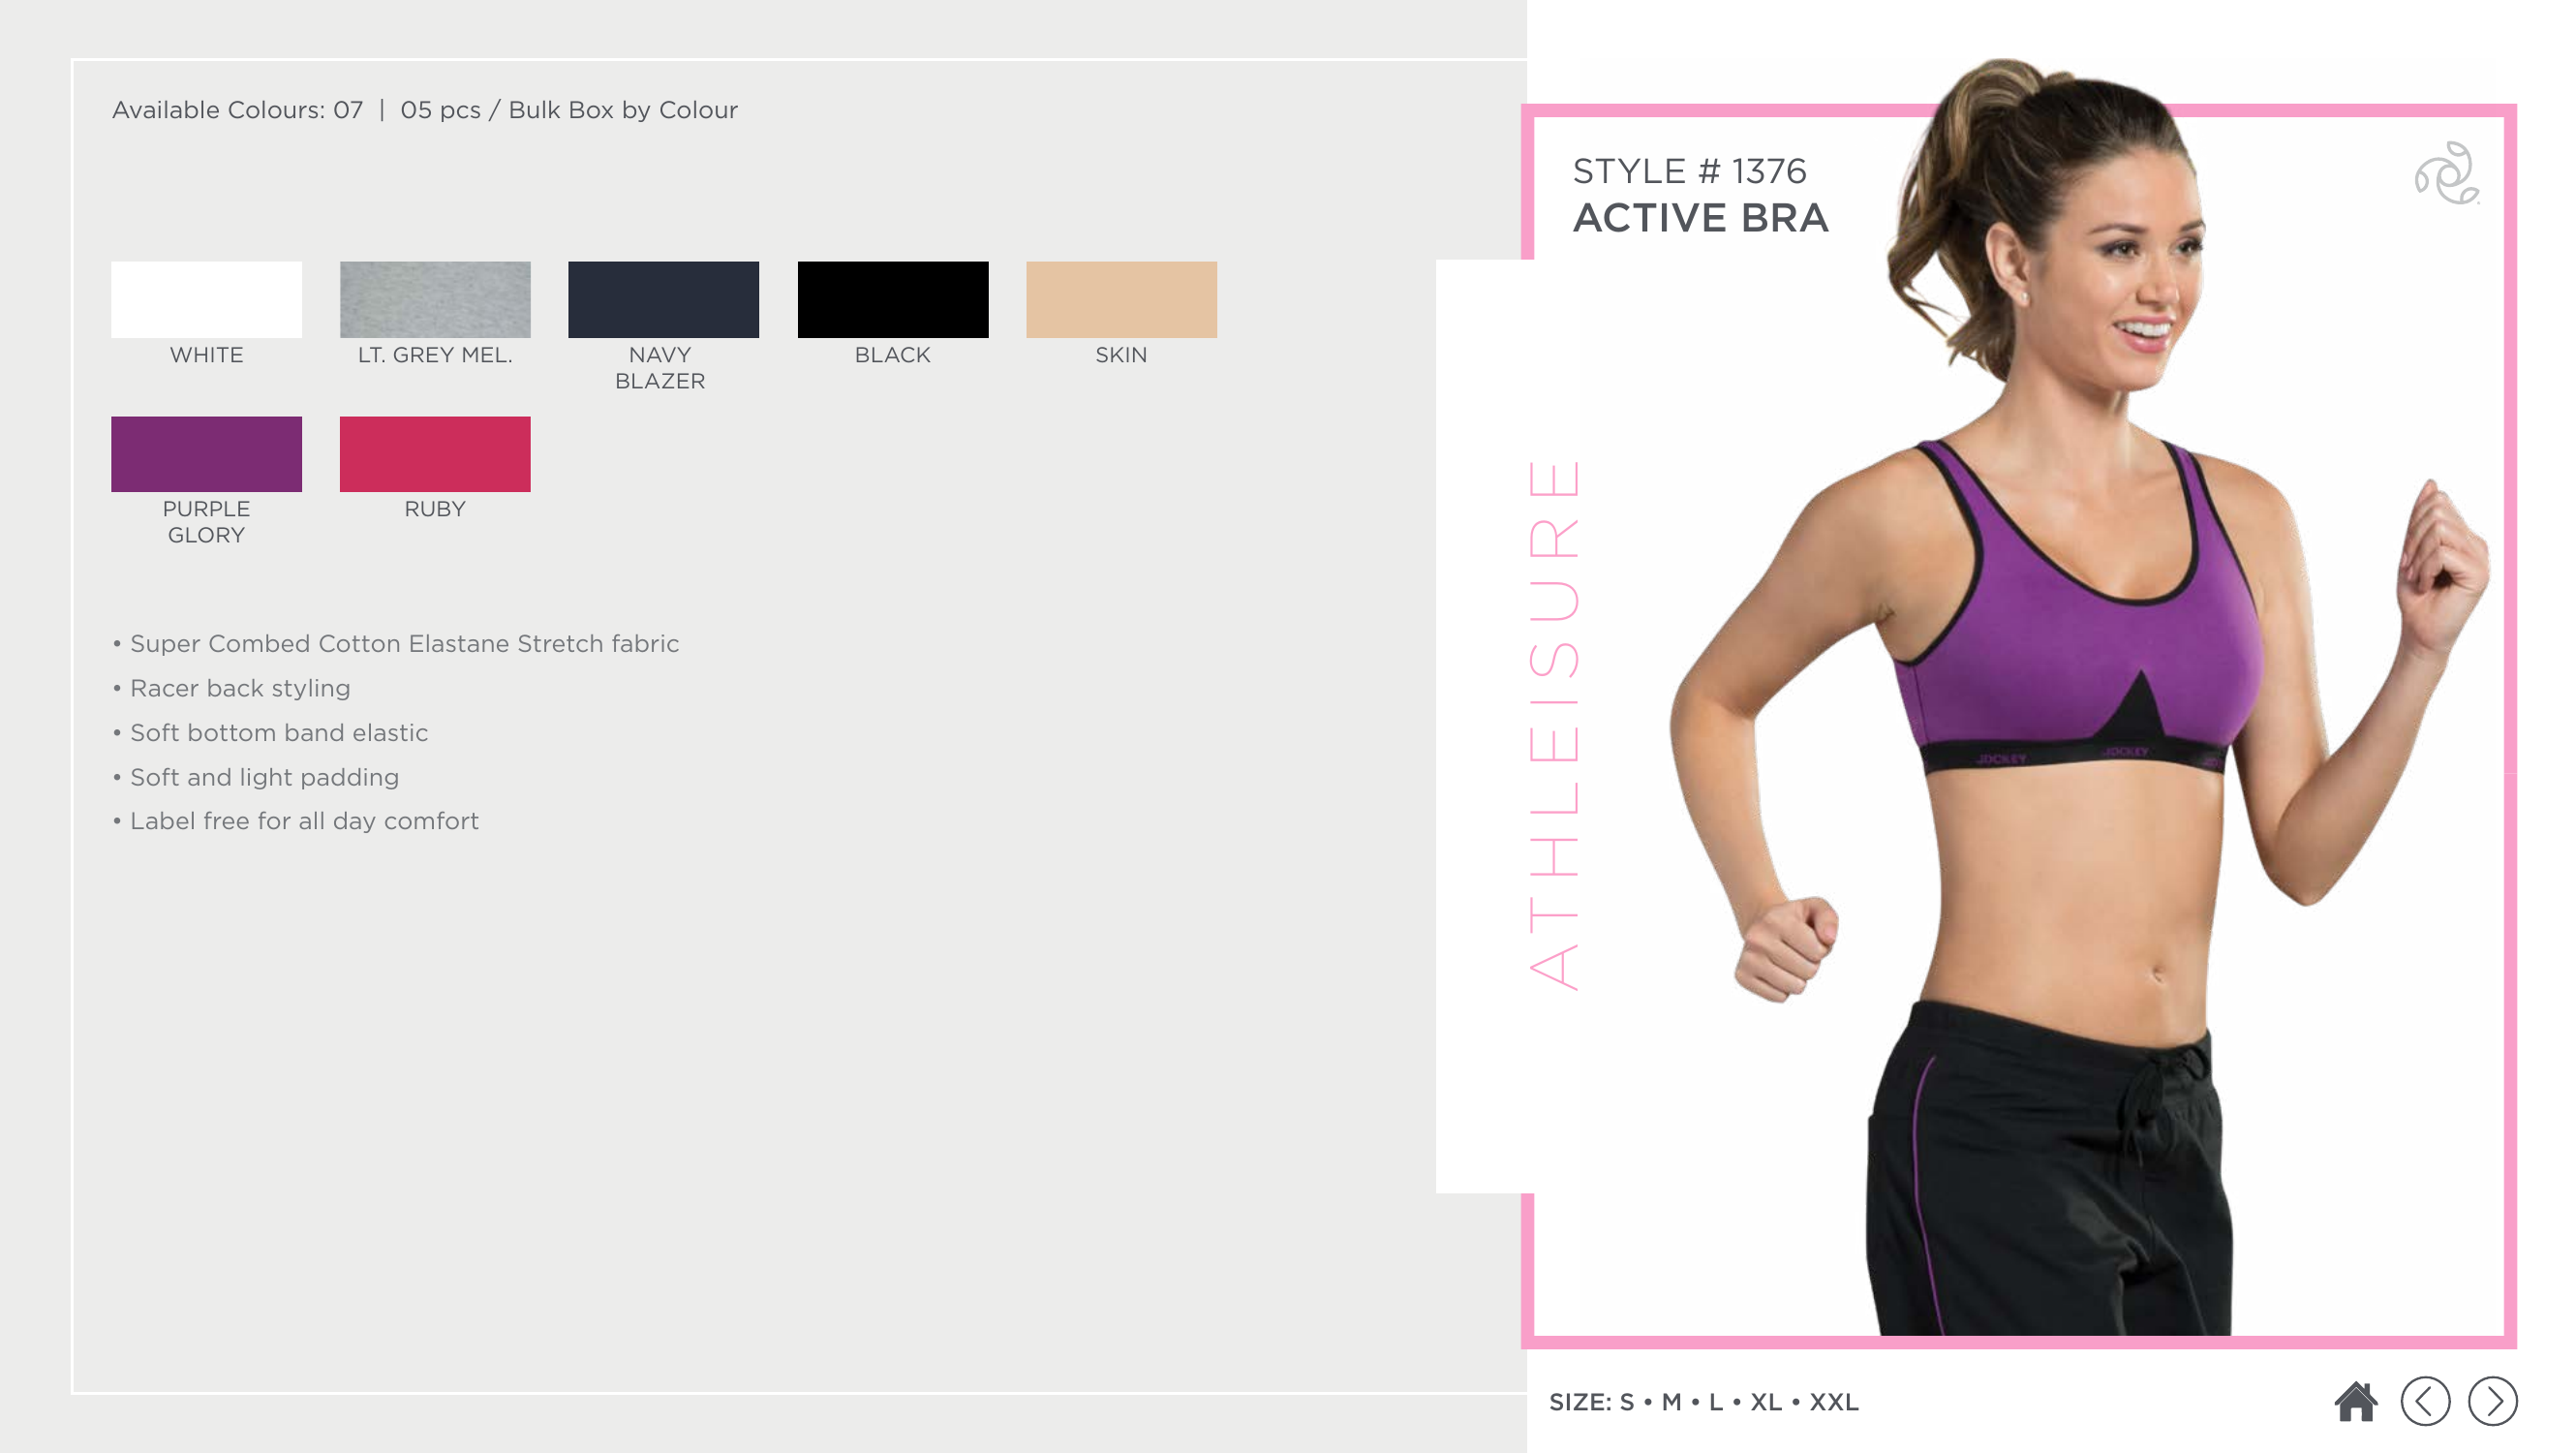 Available Colours: 07 | 05 pcs / Bulk Box by Colour
WHITE
LT. GREY MEL.
NAVY
BLAZER
BLACK
SKIN
PURPLE
GLORY
RUBY
• Super Combed Cotton Elastane Stretch fabric
• Racer back styling
• Soft bottom band elastic
• Soft and light padding
• Label free for all day comfort
STYLE # 1376
ACTIVE BRA
ATHLEISURE
JOCKEY
JOCKEY
SIZE: S • M • L • XL • XXL